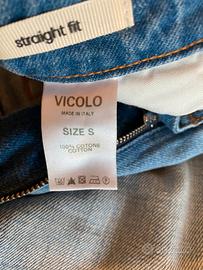 straight fit
VICOLO
MADE IN ITALY
SIZE S
100% COTONE
COTTON